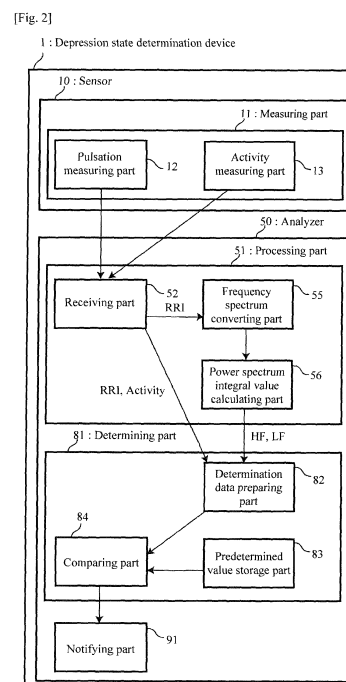 [Fig. 2]
1 : Depression state determination device
10 : Sensor
11 : Measuring part
Pulsation
measuring part
12
Activity
measuring part
13
50 : Analyzer
51 : Processing part
Receiving part
52
RRI
Frequency
spectrum
converting part
55
Power spectrum
integral value
calculating part
56
RRI, Activity
HF, LF
81 : Determining part
Determination
data preparing
part
82
84
Comparing part
Predetermined
value storage part
83
Notifying part
91